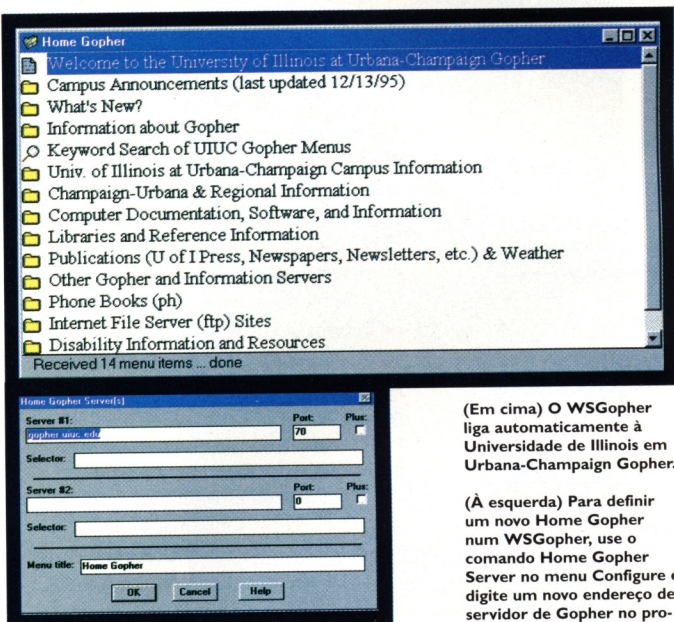 Home Gopher
Welcome to the University of Illinois at Urbana-Champaign Gopher
Campus Announcements (last updated 12/13/95)
What's New?
Information about Gopher
Keyword Search of UIUC Gopher Menus
Univ. of Illinois at Urbana-Champaign Campus Information
Champaign-Urbana & Regional Information
Computer Documentation, Software, and Information
Libraries and Reference Information
Publications (U of I Press, Newspapers, Newsletters, etc.) & Weather
Other Gopher and Information Servers
Phone Books (ph)
Internet File Server (ftp) Sites
Disability Information and Resources
Received 14 menu items ... done
Home Gopher Server(s)
Server #1: Port: Plus:
gopher.uiuc.edu 70
Selector:
Server #2: Port: Plus:
0
Selector:
Menu title: Home Gopher
OK Cancel Help
(Em cima) O WSGopher
liga automaticamente à
Universidade de Illinois em
Urbana-Champaign Gopher.
(À esquerda) Para definir
um novo Home Gopher
num WSGopher, use o
comando Home Gopher
Server no menu Configure e
digite um novo endereço de
servidor de Gopher no pro-